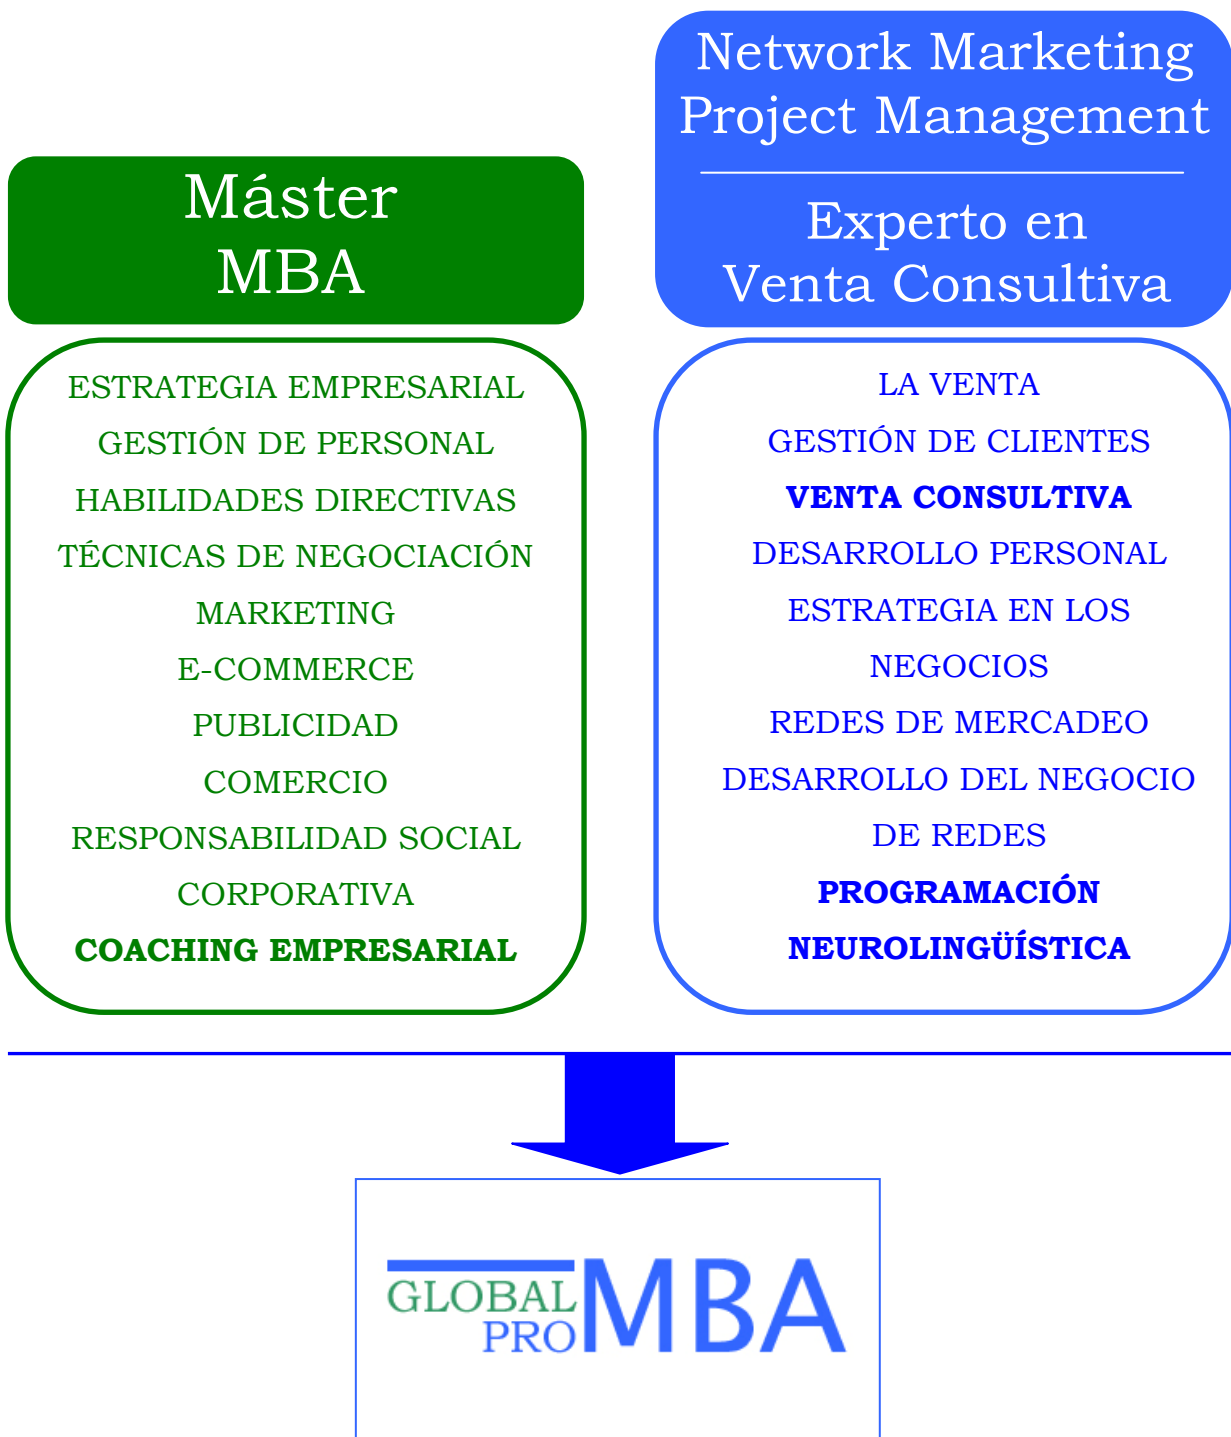 Máster
MBA
ESTRATEGIA EMPRESARIAL
GESTIÓN DE PERSONAL
HABILIDADES DIRECTIVAS
TÉCNICAS DE NEGOCIACIÓN
MARKETING
E-COMMERCE
PUBLICIDAD
COMERCIO
RESPONSABILIDAD SOCIAL
CORPORATIVA
COACHING EMPRESARIAL
Network Marketing
Project Management
Experto en
Venta Consultiva
LA VENTA
GESTIÓN DE CLIENTES
VENTA CONSULTIVA
DESARROLLO PERSONAL
ESTRATEGIA EN LOS
NEGOCIOS
REDES DE MERCADEO
DESARROLLO DEL NEGOCIO
DE REDES
PROGRAMACIÓN
NEUROLINGÜÍSTICA
GLOBAL
PRO
MBA